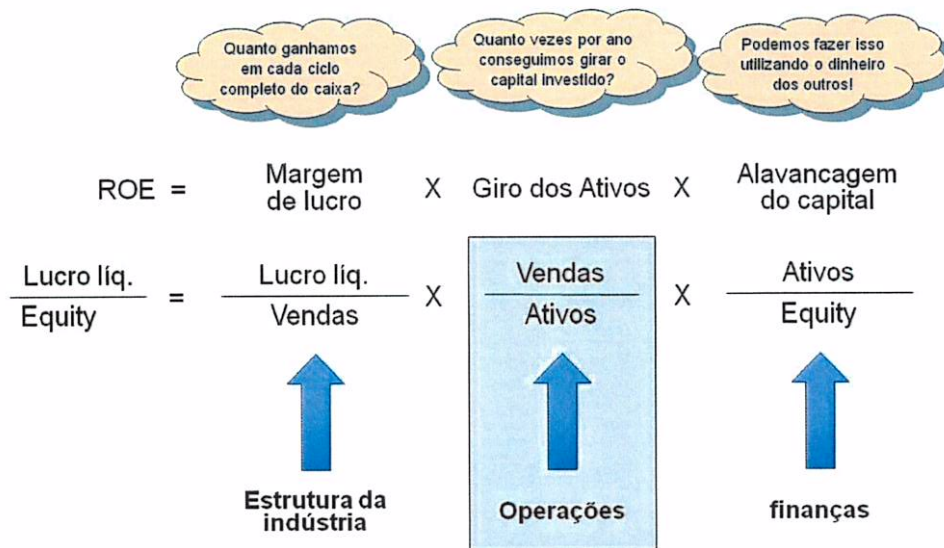 Quanto ganhamos
em cada ciclo
completo do caixa?
Quanto vezes por ano
conseguimos girar o
capital investido?
Podemos fazer isso
utilizando o dinheiro
dos outros!
ROE = Margem de lucro X Giro dos Ativos X Alavancagem do capital
Lucro líq. Lucro líq. Vendas Ativos
= X X
Equity Vendas Ativos Equity
Estrutura da
indústria
Operações
finanças